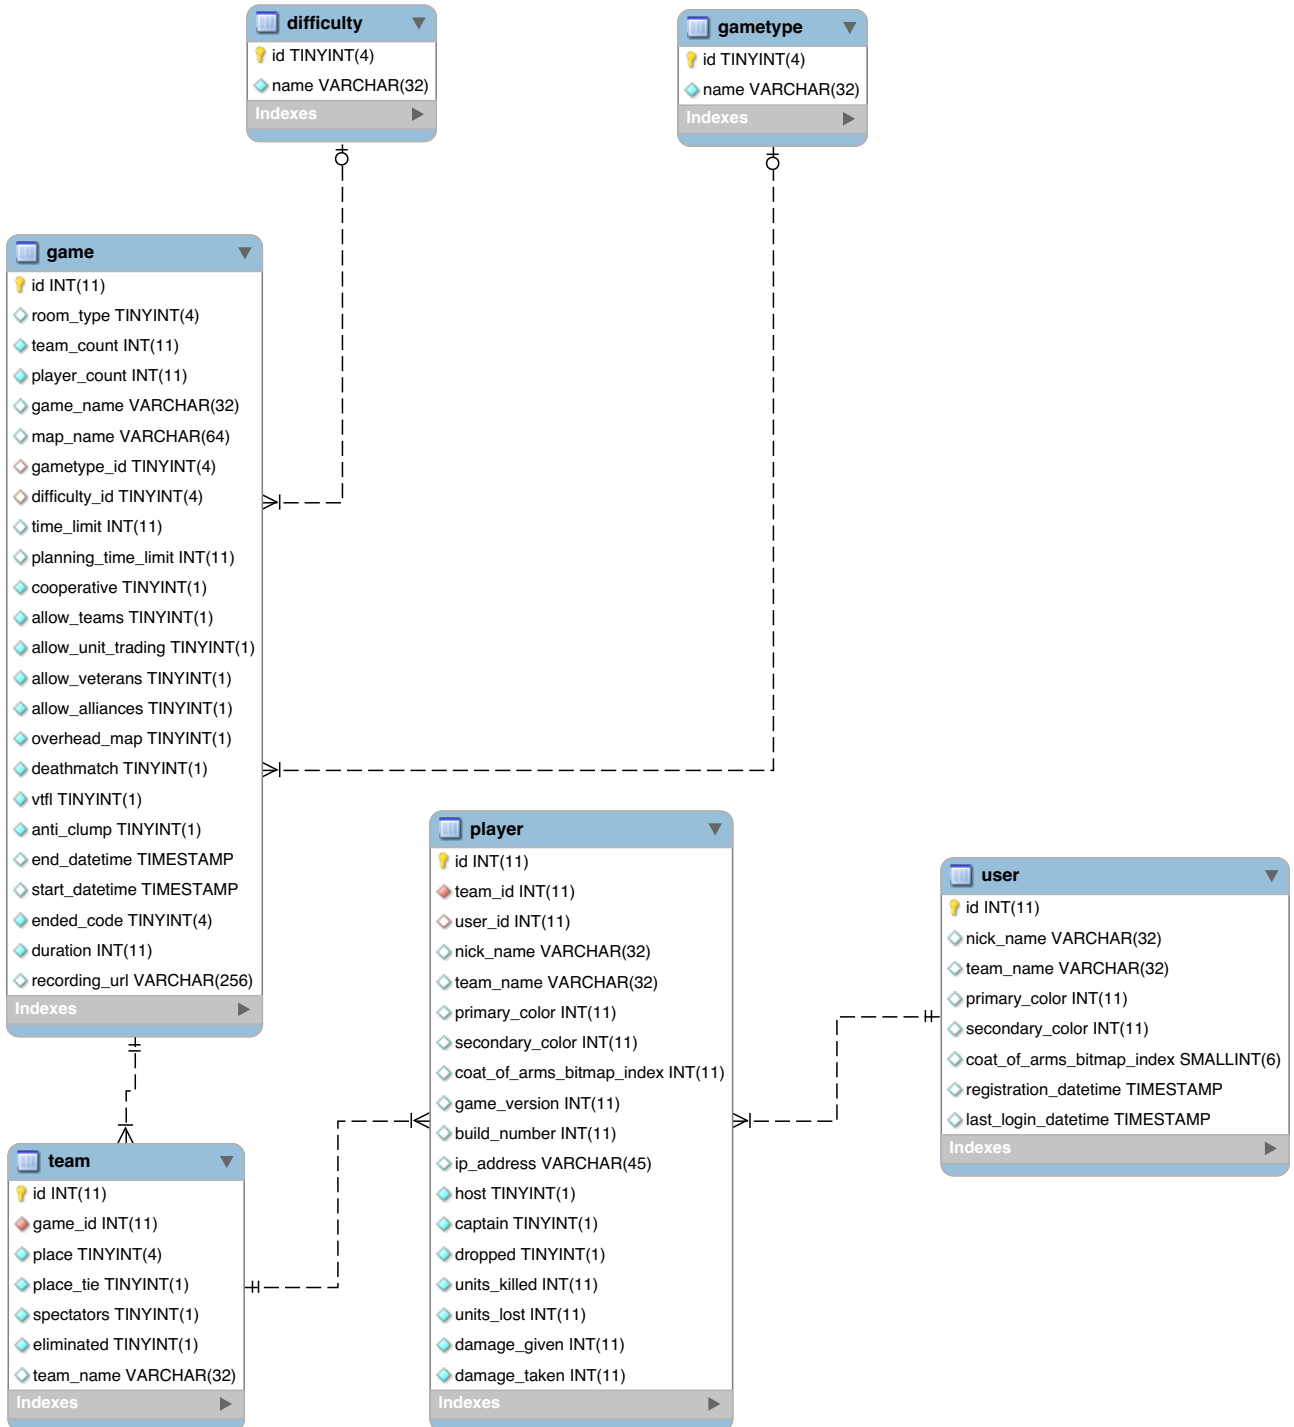 difficulty
id TINYINT(4)
name VARCHAR(32)
Indexes
gametype
id TINYINT(4)
name VARCHAR(32)
Indexes
game
id INT(11)
room_type TINYINT(4)
team_count INT(11)
player_count INT(11)
game_name VARCHAR(32)
map_name VARCHAR(64)
gametype_id TINYINT(4)
difficulty_id TINYINT(4)
time_limit INT(11)
planning_time_limit INT(11)
cooperative TINYINT(1)
allow_teams TINYINT(1)
allow_unit_trading TINYINT(1)
allow_veterans TINYINT(1)
allow_alliances TINYINT(1)
overhead_map TINYINT(1)
deathmatch TINYINT(1)
vtfl TINYINT(1)
anti_clump TINYINT(1)
end_datetime TIMESTAMP
start_datetime TIMESTAMP
ended_code TINYINT(4)
duration INT(11)
recording_url VARCHAR(256)
Indexes
player
id INT(11)
team_id INT(11)
user_id INT(11)
nick_name VARCHAR(32)
team_name VARCHAR(32)
primary_color INT(11)
secondary_color INT(11)
coat_of_arms_bitmap_index INT(11)
game_version INT(11)
build_number INT(11)
ip_address VARCHAR(45)
host TINYINT(1)
captain TINYINT(1)
dropped TINYINT(1)
units_killed INT(11)
units_lost INT(11)
damage_given INT(11)
damage_taken INT(11)
Indexes
user
id INT(11)
nick_name VARCHAR(32)
team_name VARCHAR(32)
primary_color INT(11)
secondary_color INT(11)
coat_of_arms_bitmap_index SMALLINT(6)
registration_datetime TIMESTAMP
last_login_datetime TIMESTAMP
Indexes
team
id INT(11)
game_id INT(11)
place TINYINT(4)
place_tie TINYINT(1)
spectators TINYINT(1)
eliminated TINYINT(1)
team_name VARCHAR(32)
Indexes